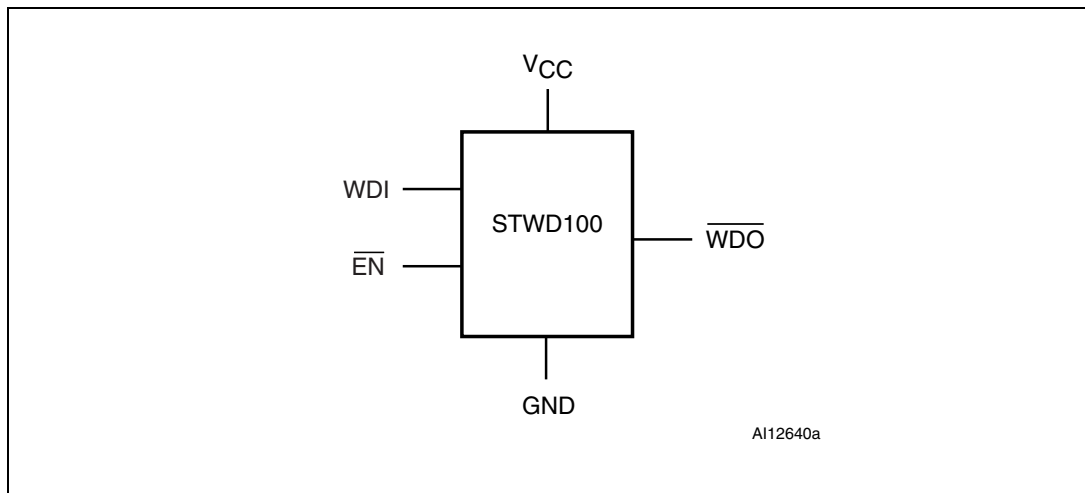 VCC
WDI
STWD100
WDO
EN
GND
AI12640a